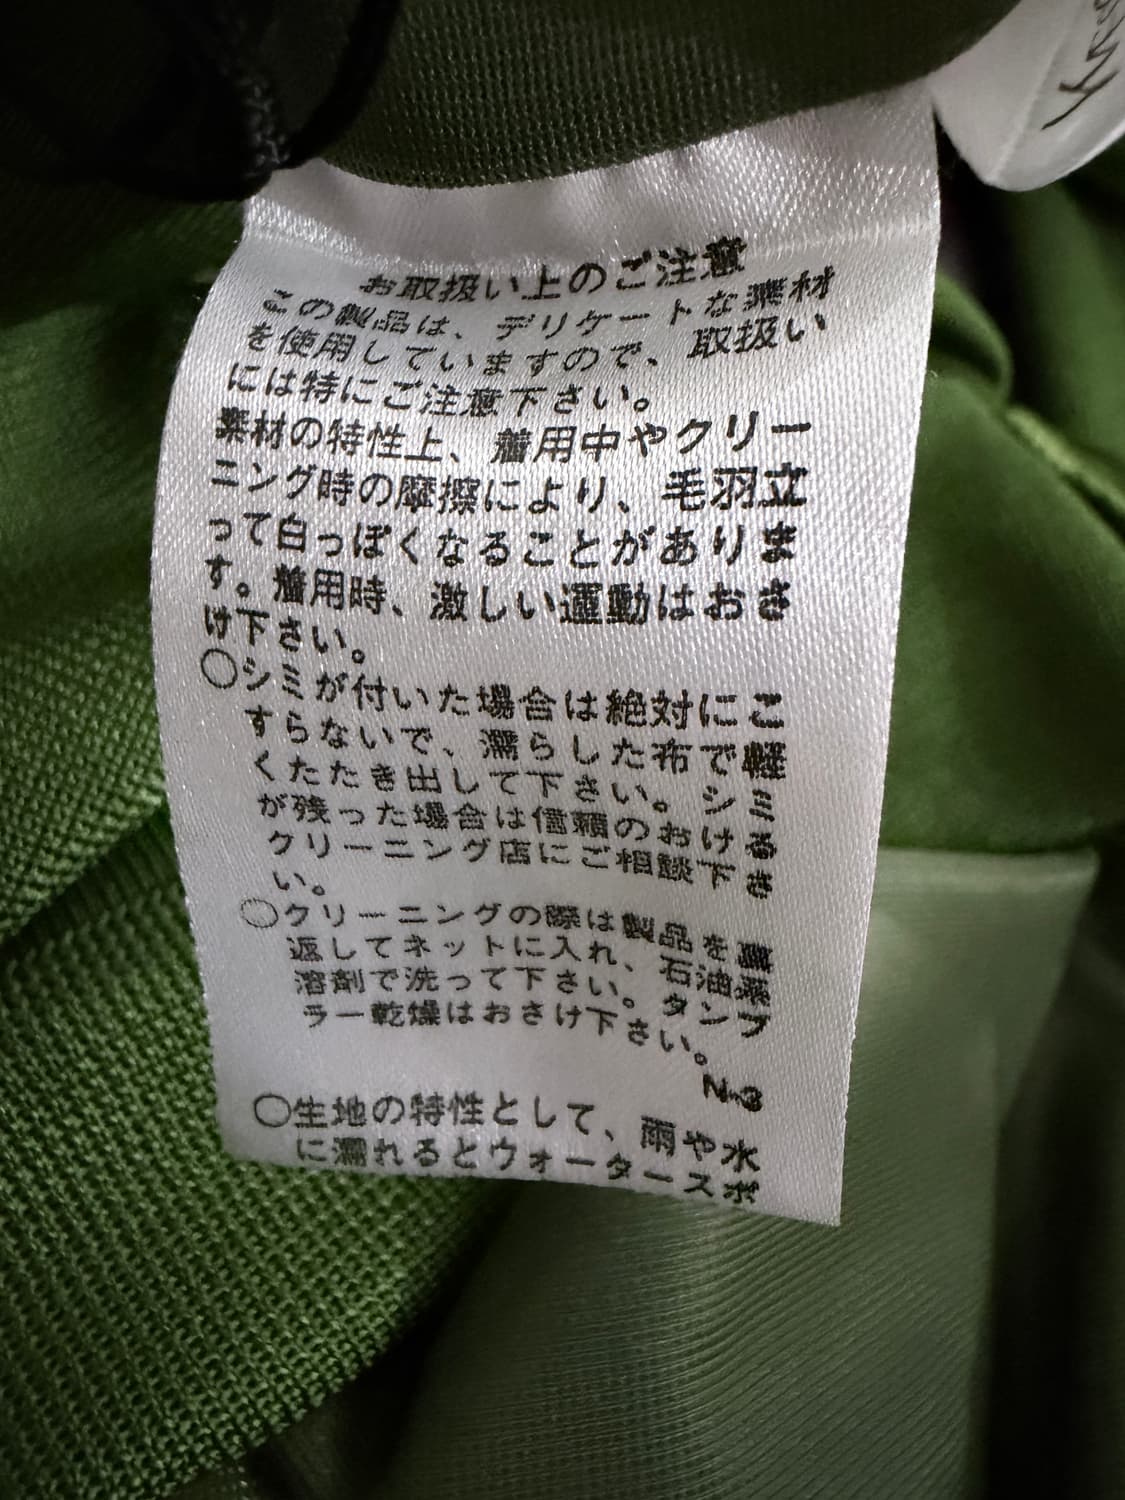 お取扱い上のご注意
この製品は、デリケートな素材
を使用していますので、取扱い
には特にご注意下さい。
素材の特性上、着用中やクリー
ニング時の摩擦により、毛羽立
って白っぽくなることがありま
す。着用時、激しい運動はおさ
け下さい。
○シミが付いた場合は絶対にこ
すらないで、濡らした布で軽
くたたき出して下さい。シミ
が残った場合は信頼のおける
クリーニング店にご相談下さ
い。
○クリーニングの際は製品を裏
返してネットに入れ、石油系
溶剤で洗って下さい。タンブ
ラー乾燥はおさけ下さい。
N-3
○生地の特性として、雨や水
に濡れるとウォータースポ